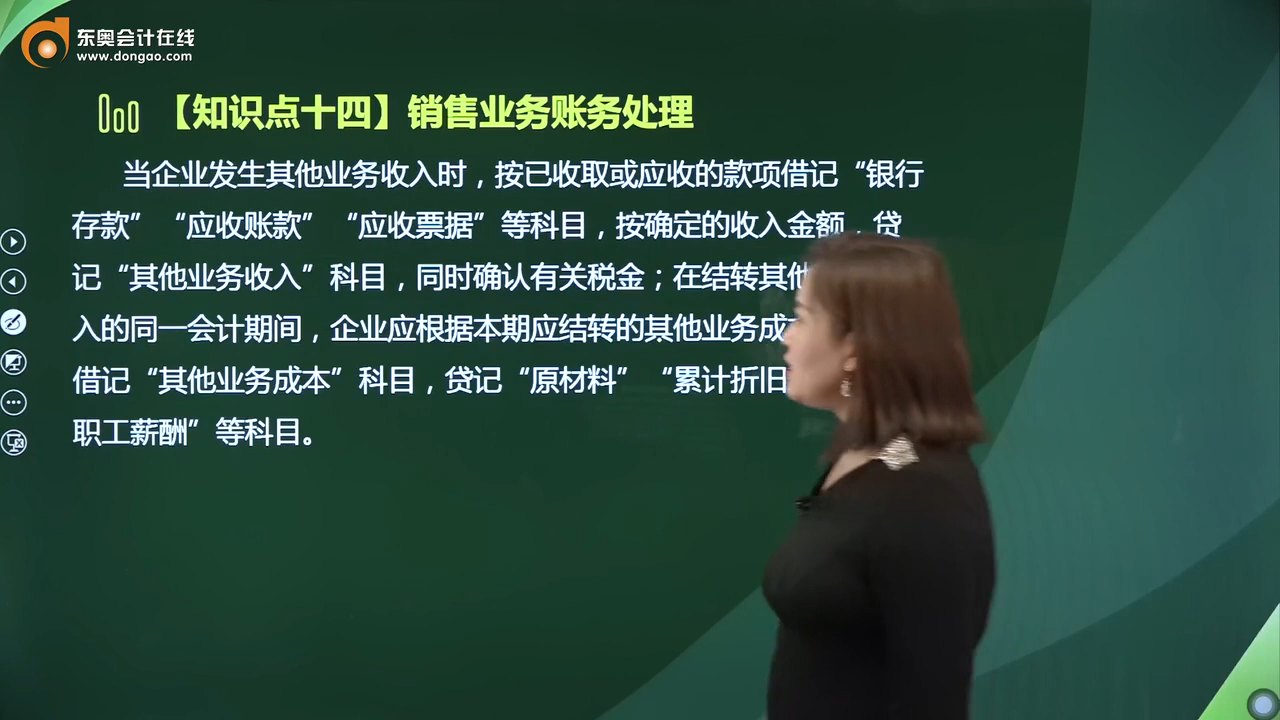 东奥会计在线
www.dongao.com
【知识点十四】销售业务账务处理
当企业发生其他业务收入时，按已收取或应收的款项借记“银行
存款”“应收账款”“应收票据”等科目，按确定的收入金额，贷
记“其他业务收入”科目，同时确认有关税金；在结转其他
入的同一会计期间，企业应根据本期应结转的其他业务成
借记“其他业务成本”科目，贷记“原材料”“累计折旧
职工薪酬”等科目。